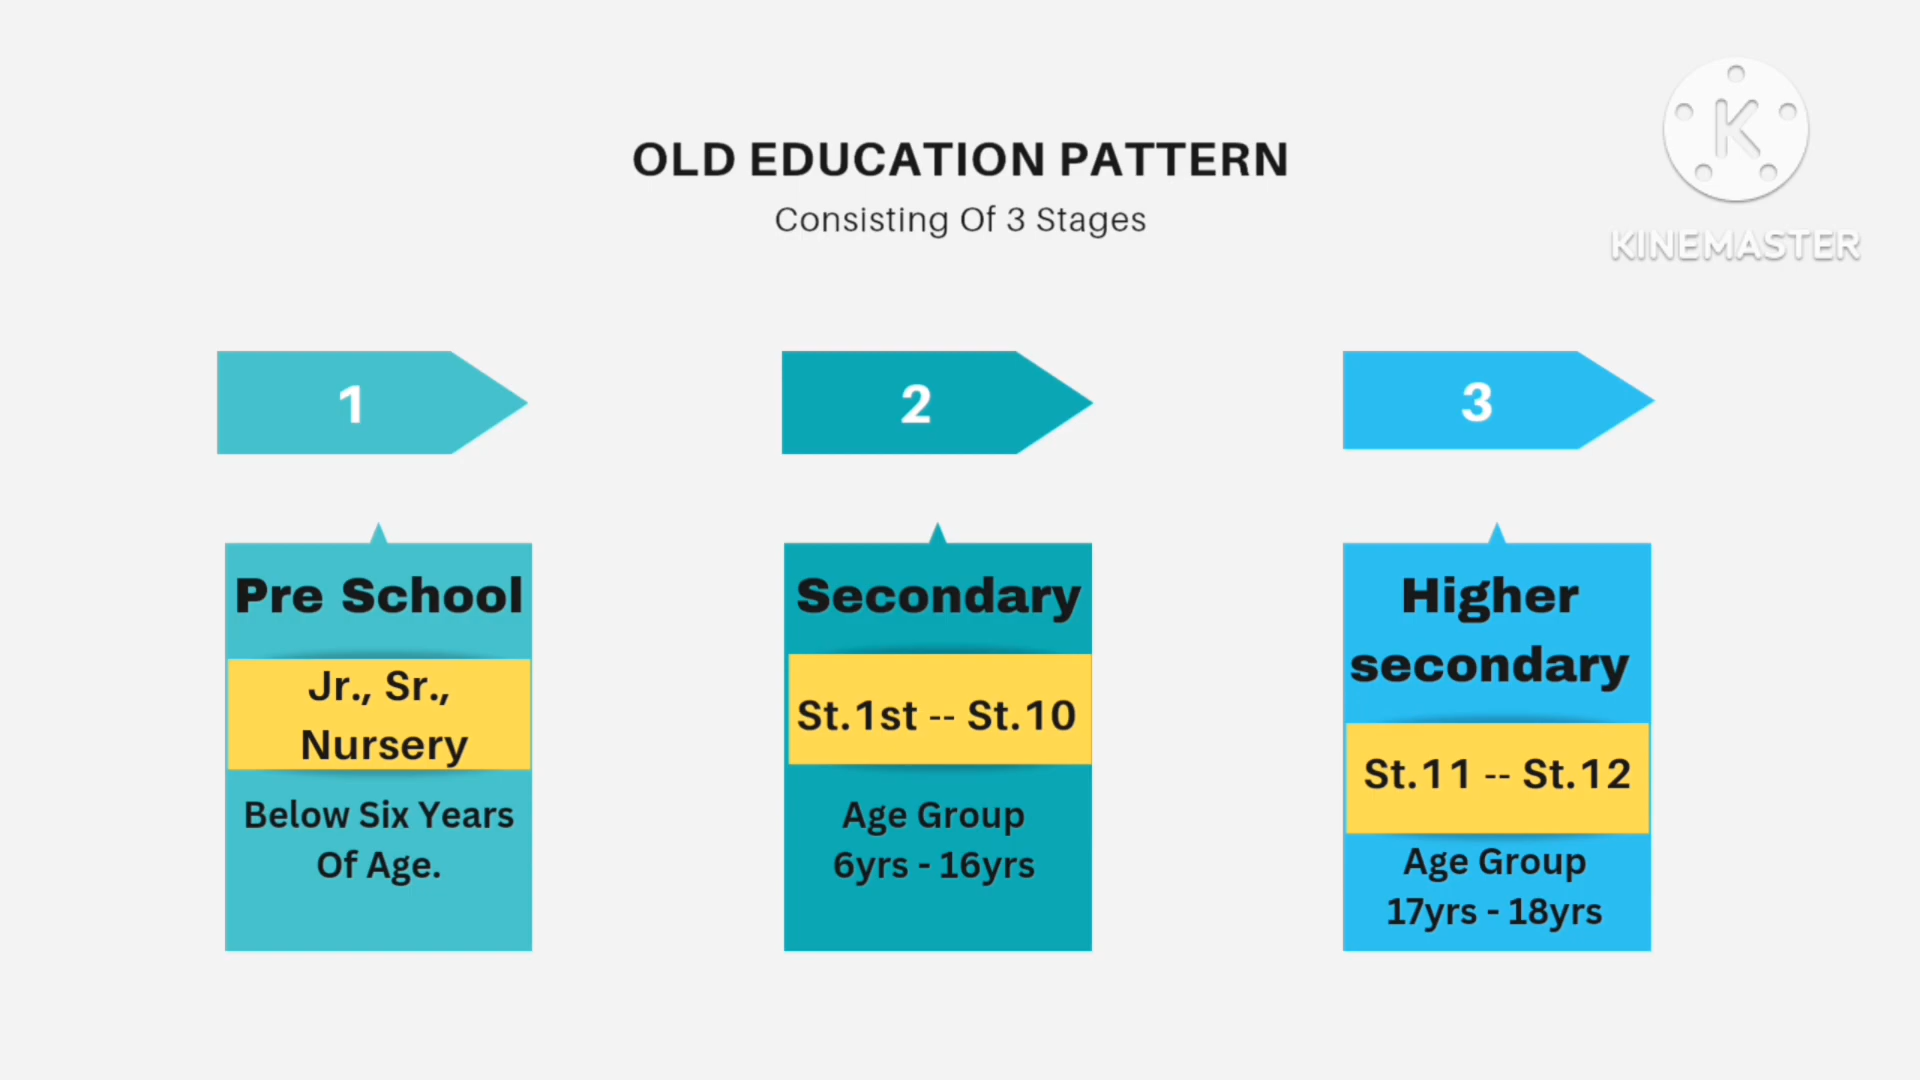 OLD EDUCATION PATTERN
Consisting Of 3 Stages
K
KINEMASTER
1
2
3
Pre School
Jr., Sr.,
Nursery
Below Six Years
Of Age.
Secondary
St.1st -- St.10
Age Group
6yrs - 16yrs
Higher
secondary
St.11 -- St.12
Age Group
17yrs - 18yrs